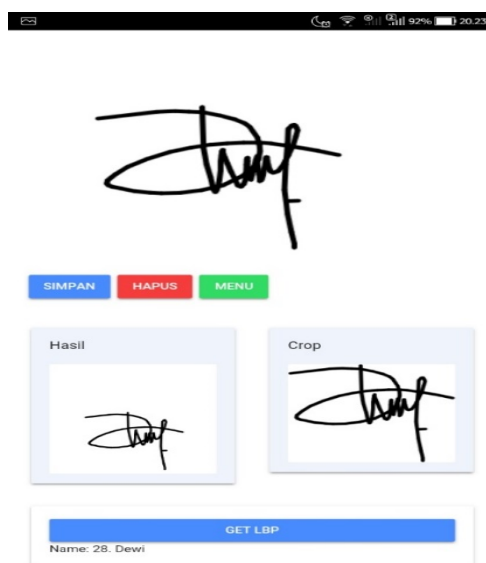 92% 20.23
SIMPAN HAPUS MENU
Hasil Crop
GET LBP
Name: 28. Dewi